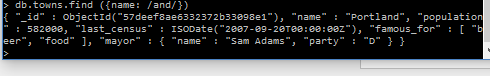 > db.towns.find ({name: /and/})
{ "_id" : ObjectId("57deef8ae6332372b33098e1"), "name" : "Portland", "population"
 : 582000, "last_census" : ISODate("2007-09-20T00:00:00Z"), "famous_for" : [ "b
eer", "food" ], "mayor" : { "name" : "Sam Adams", "party" : "D" } }
>